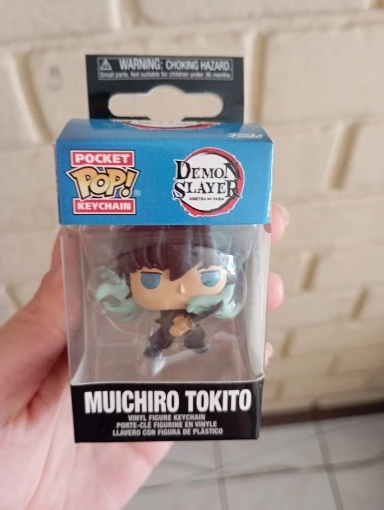 WARNING: CHOKING HAZARD.
Small parts. Not suitable for children under 36 months.
POCKET
POP!
KEYCHAIN
DEMON
SLAYER
KIMETSU NO YAIBA
MUICHIRO TOKITO
VINYL FIGURE KEYCHAIN
PORTE-CLÉ FIGURINE EN VINYLE
LLAVERO CON FIGURA DE PLÁSTICO